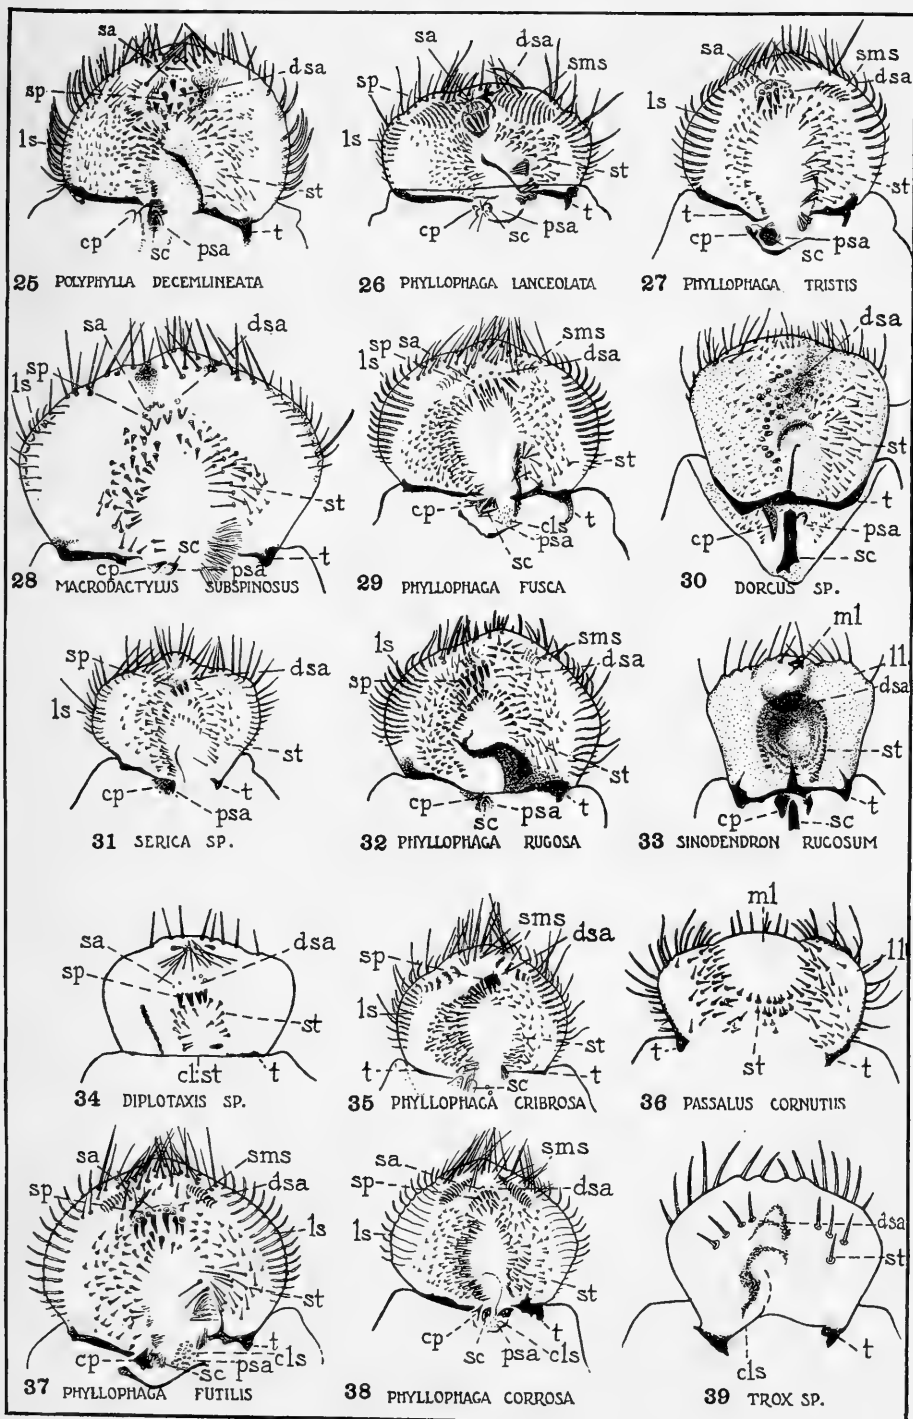 sa
dsa
sp
ls
st
cp
psa
t
sc
25 POLYPHYLLA DECEMLINEATA
sa
dsa
sp
sms
ls
st
t
cp
psa
sc
26 PHYLLOPHAGA LANCEOLATA
sa
sms
dsa
ls
st
t
cp
psa
sc
27 PHYLLOPHAGA TRISTIS
sa
dsa
sp
ls
st
sc
t
cp
psa
28 MACRODACTYLUS SUBSPINOSUS
sp
sa
sms
ls
dsa
st
cp
t
cls
psa
sc
29 PHYLLOPHAGA FUSCA
dsa
st
t
cp
psa
sc
30 DORCUS SP.
sp
dsa
ls
st
cp
t
psa
31 SERICA SP.
ls
sms
sp
dsa
st
cp
psa
t
sc
32 PHYLLOPHAGA RUGOSA
ml
ll
dsa
st
t
cp
sc
33 SINODENDRON RUGOSUM
sa
dsa
sp
st
cl.st
t
34 DIPLOTAXIS SP.
sms
sp
dsa
ls
st
t
sc
t
35 PHYLLOPHAGA CRIBROSA
ml
ll
t
st
t
36 PASSALUS CORNUTUS
sa
sms
sp
dsa
ls
st
t
cp
psa
cls
sc
37 PHYLLOPHAGA FUTILIS
sms
sa
sp
dsa
ls
st
cp
t
sc
psa
cls
38 PHYLLOPHAGA CORROSA
dsa
st
t
cls
39 TROX SP.